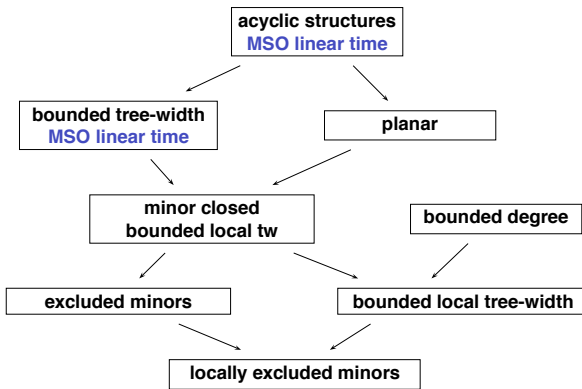 acyclic structures
MSO linear time
bounded tree-width
MSO linear time
planar
minor closed
bounded local tw
bounded degree
excluded minors
bounded local tree-width
locally excluded minors